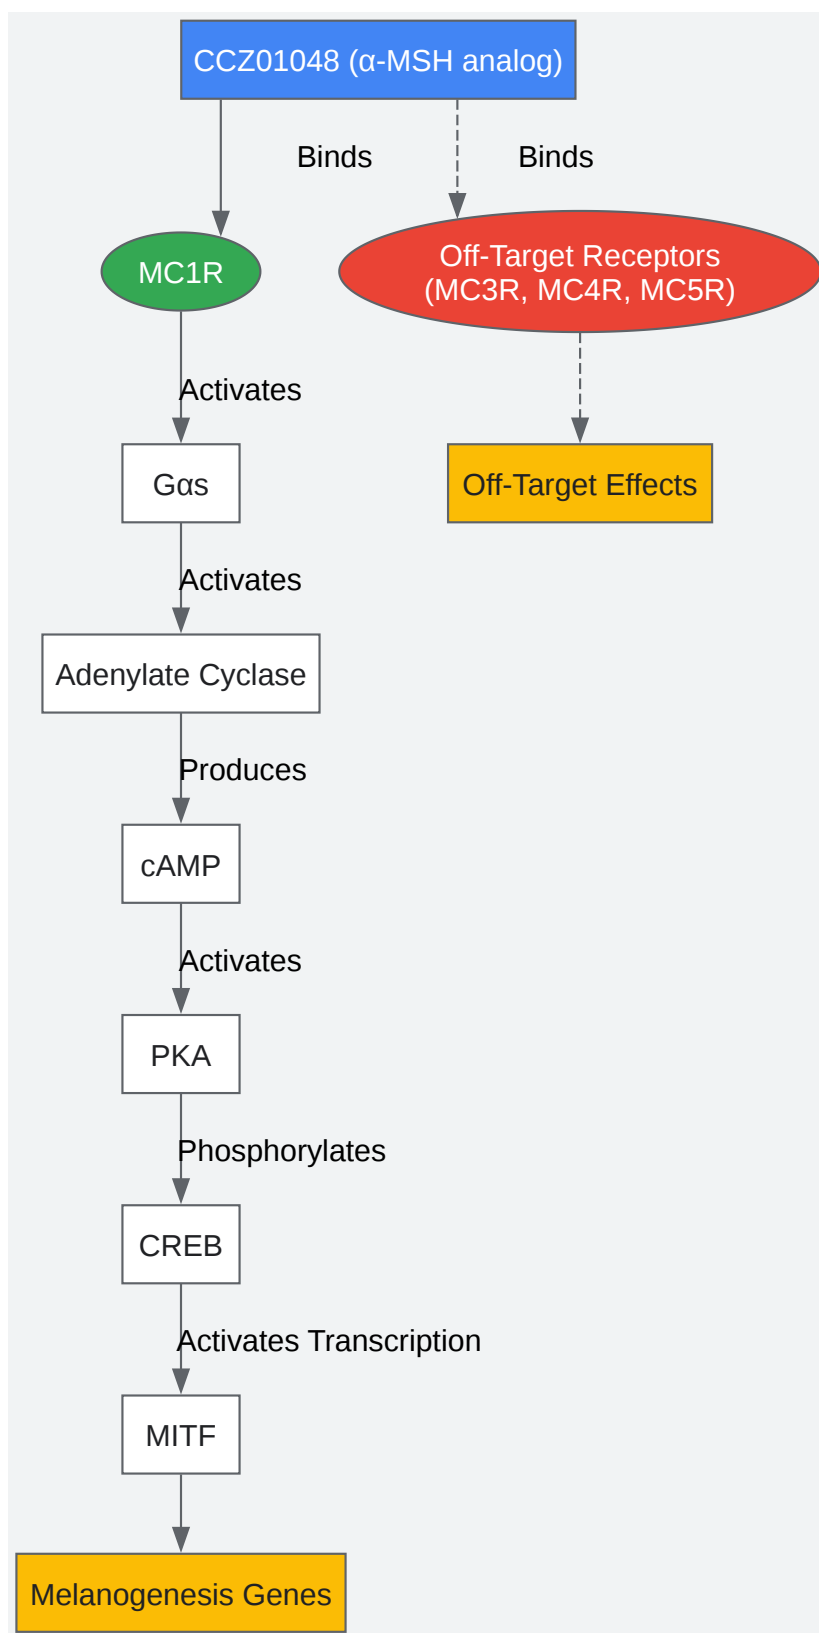 CCZ01048 (α-MSH analog)
Binds
Binds
MC1R
Off-Target Receptors
(MC3R, MC4R, MC5R)
Activates
Gαs
Off-Target Effects
Activates
Adenylate Cyclase
Produces
cAMP
Activates
PKA
Phosphorylates
CREB
Activates Transcription
MITF
Melanogenesis Genes